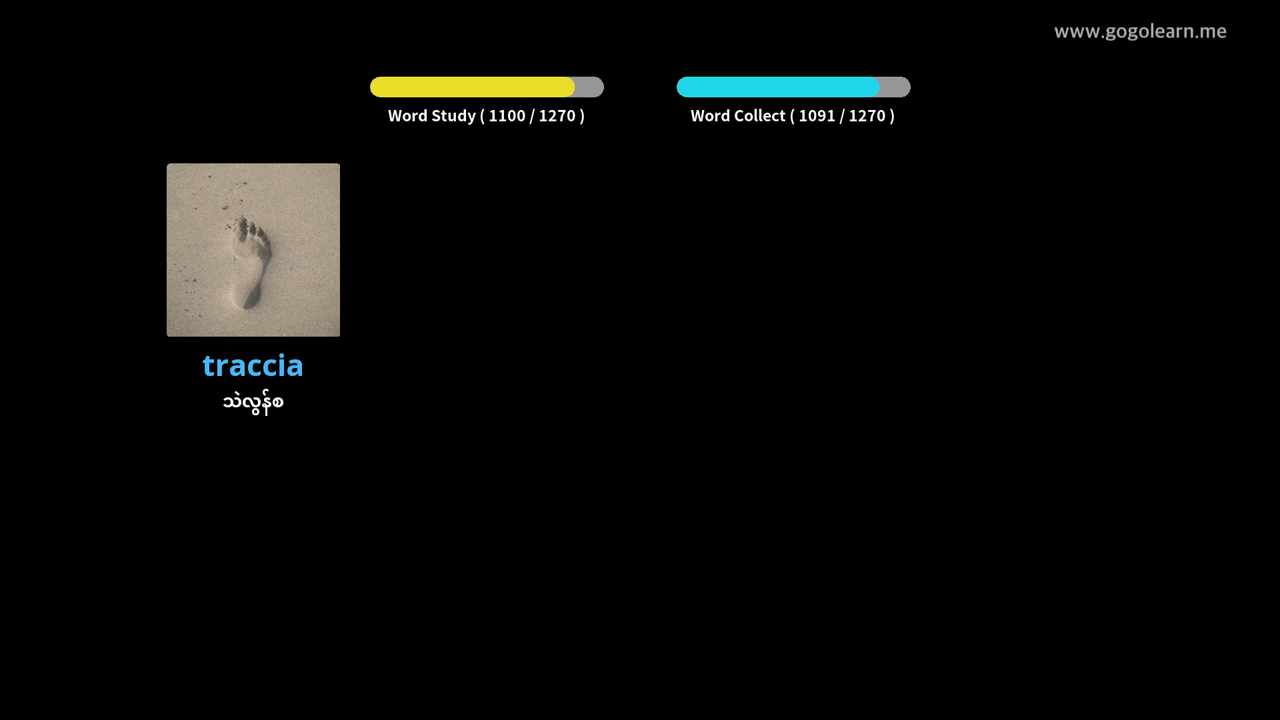 www.gogolearn.me
Word Study ( 1100 / 1270 )
Word Collect ( 1091 / 1270 )
traccia
သဲလွန်စ